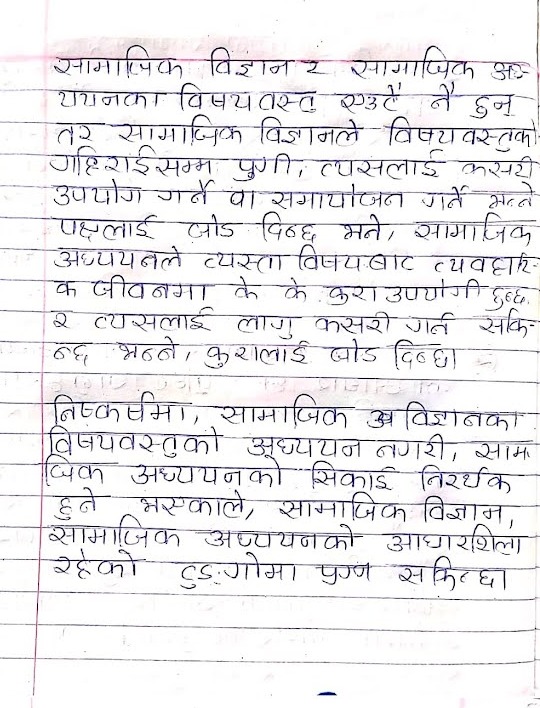 सामाजिक विज्ञान र सामाजिक अध्-
ययनका विषयवस्तु एउटै नै हुन्
तर सामाजिक विज्ञानले विषयवस्तुको
गहिराईसम्म पुगी, त्यसलाई कसरी
उपयोग गर्ने वा समायोजन गर्ने भन्ने
पक्षलाई जोड दिन्छ भने, सामाजिक
अध्ययनले त्यस्ता विषयबाट व्यवहारि-
क जीवनमा के के कुरा उपयोगी हुन्छ
र त्यसलाई लागु कसरी गर्न सकि-
न्छ भन्ने, कुरालाई जोड दिन्छ।
निष्कर्षमा, सामाजिक विज्ञानका
विषयवस्तुको अध्ययन नगरी, सामा
जिक अध्ययनको सिकाई निरर्थक
हुने भएकाले, सामाजिक विज्ञान,
सामाजिक अध्ययनको आधारशिला
रहेको टुङ्गोमा पुग्न सकिन्छ।